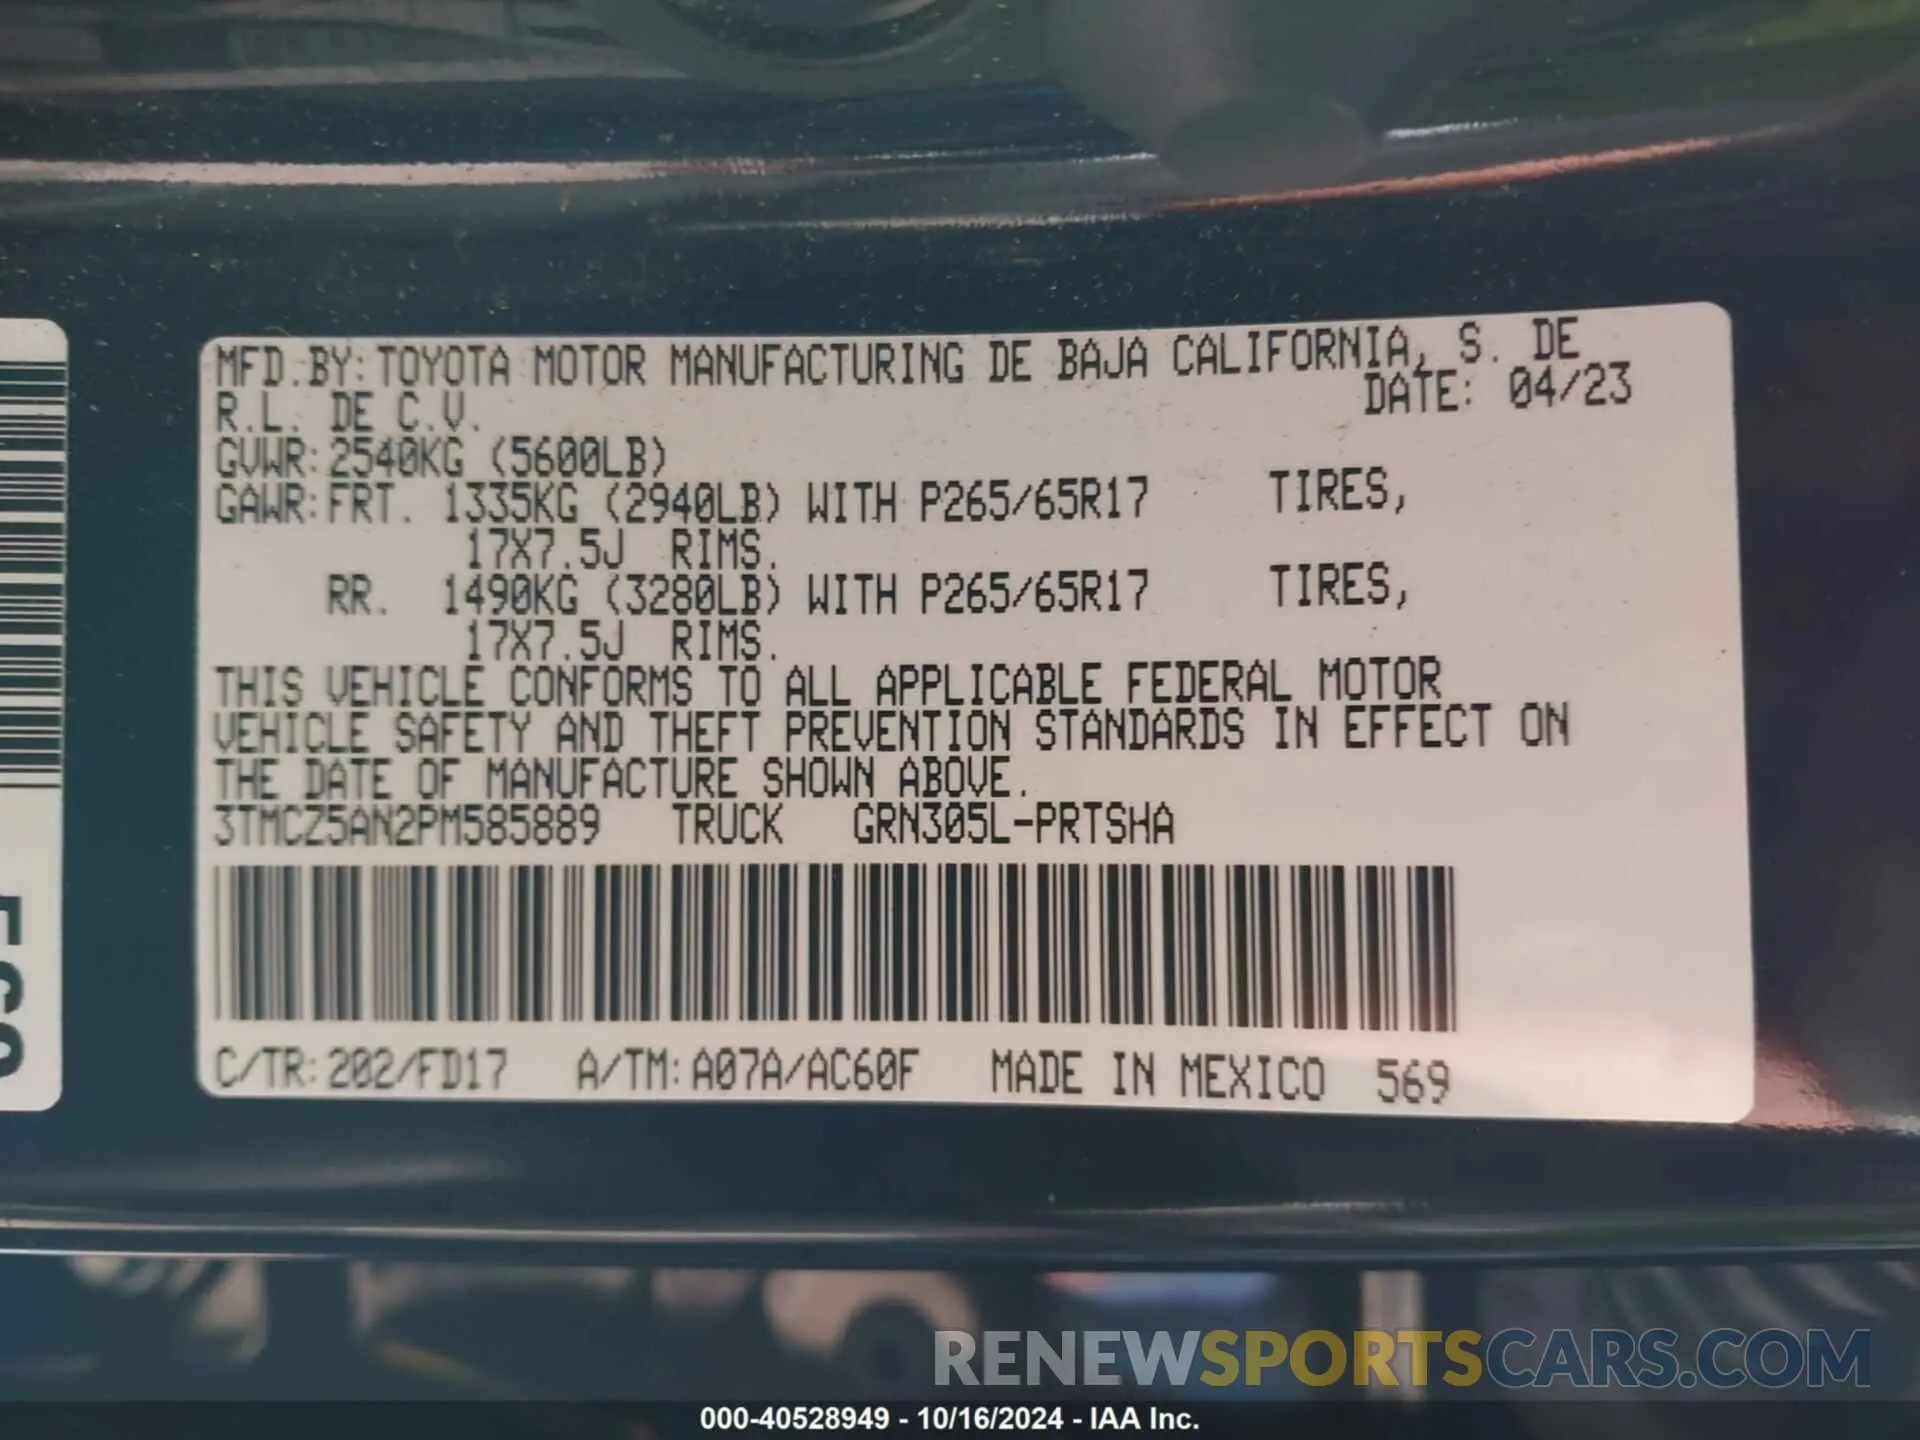 MFD.BY: TOYOTA MOTOR MANUFACTURING DE BAJA CALIFORNIA, S. DE
R.L. DE C.V.
DATE: 04/23
GVWR: 2540KG (5600LB)
GAWR: FRT. 1335KG (2940LB) WITH P265/65R17 TIRES,
17X7.5J RIMS.
RR. 1490KG (3280LB) WITH P265/65R17 TIRES,
17X7.5J RIMS.
THIS VEHICLE CONFORMS TO ALL APPLICABLE FEDERAL MOTOR
VEHICLE SAFETY AND THEFT PREVENTION STANDARDS IN EFFECT ON
THE DATE OF MANUFACTURE SHOWN ABOVE.
3TMCZ5AN2PM585889 TRUCK GRN305L-PRTSHA
C/TR: 202/FD17 A/TM: A07A/AC60F MADE IN MEXICO 569
RENEWSPORTSCARS.COM
000-40528949 - 10/16/2024 - IAA Inc.